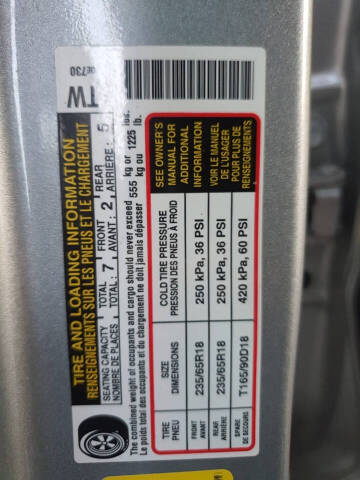 TW
0E730
TIRE AND LOADING INFORMATION
RENSEIGNEMENTS SUR LES PNEUS ET LE CHARGEMENT
SEATING CAPACITY
NOMBRE DE PLACES
TOTAL
TOTAL : 7
FRONT
AVANT : 2
REAR
ARRIÈRE : 5
The combined weight of occupants and cargo should never exceed 555 kg or 1225 lbs.
Le poids total des occupants et du chargement ne doit jamais dépasser kg ou lb.
TIRE
PNEU
SIZE
DIMENSIONS
COLD TIRE PRESSURE
PRESSION DES PNEUS À FROID
FRONT
AVANT
235/65R18
250 kPa, 36 PSI
REAR
ARRIÈRE
235/65R18
250 kPa, 36 PSI
SPARE
DE SECOURS
T165/90D18
420 kPa, 60 PSI
SEE OWNER'S
MANUAL FOR
ADDITIONAL
INFORMATION
VOIR LE MANUEL
DE L'USAGER
POUR PLUS DE
RENSEIGNEMENTS